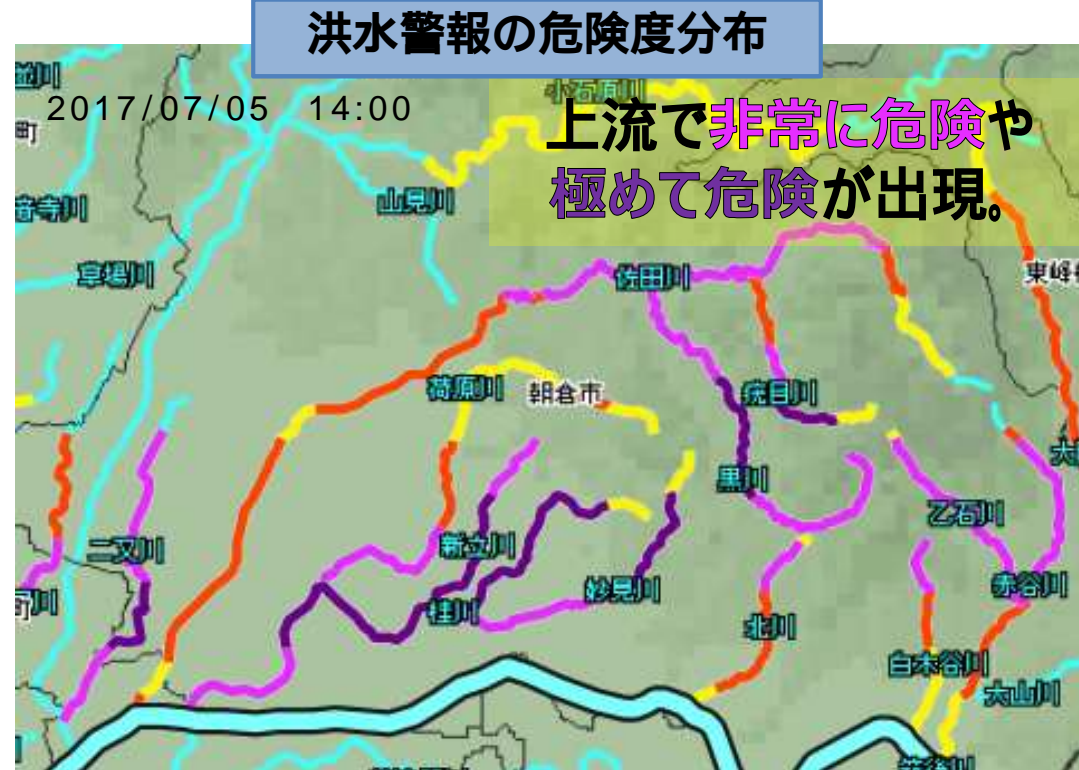 洪水警報の危険度分布
2017/07/05 14:00
小石原川
上流で非常に危険や
極めて危険が出現。
町
山見川
草場川
佐田川
荷原川
朝倉市
疣目川
黒川
乙石川
二又川
新立川
妙見川
赤谷川
桂川
北川
白木谷川
大山川